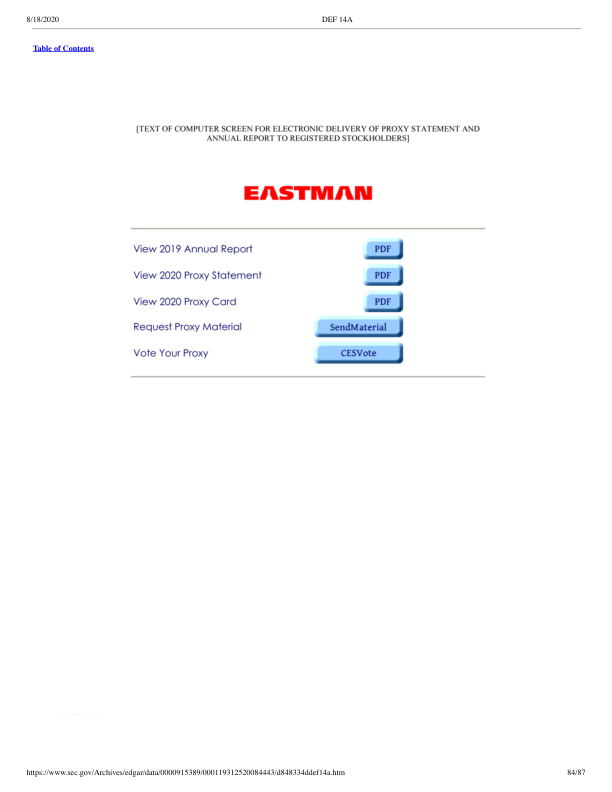 8/18/2020 DEF 14A
Table of Contents
[TEXT OF COMPUTER SCREEN FOR ELECTRONIC DELIVERY OF PROXY STATEMENT AND
ANNUAL REPORT TO REGISTERED STOCKHOLDERS]
EASTMAN
View 2019 Annual Report PDF
View 2020 Proxy Statement PDF
View 2020 Proxy Card PDF
Request Proxy Material SendMaterial
Vote Your Proxy CESVote
https://www.sec.gov/Archives/edgar/data/0000915389/000119312520084443/d848334ddef14a.htm 84/87